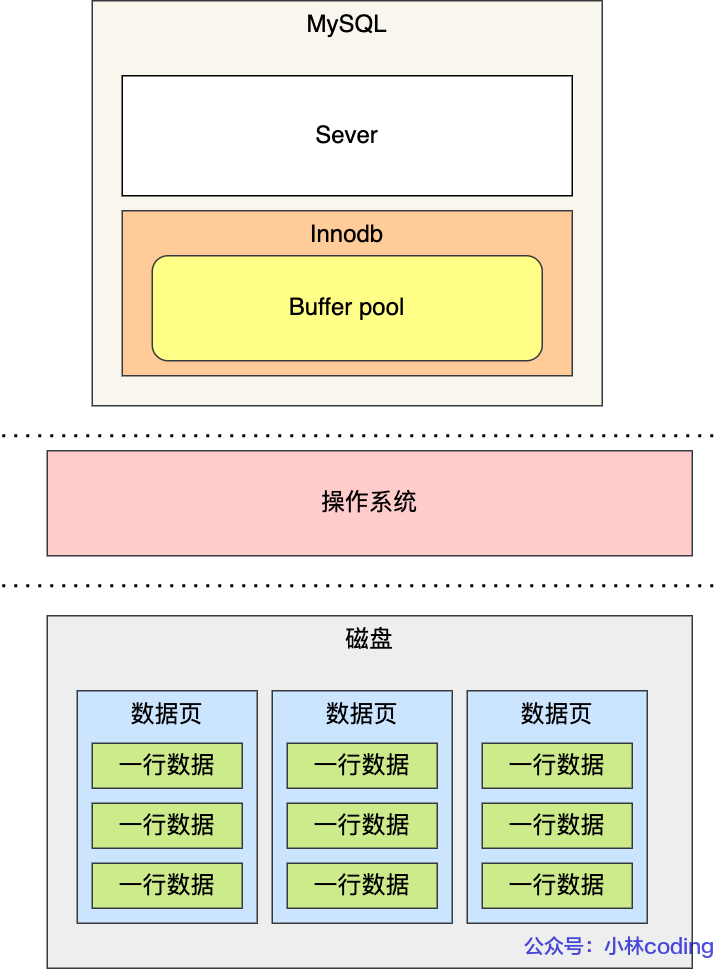 MySQL
Sever
Innodb
Buffer pool
操作系统
磁盘
数据页 数据页 数据页
一行数据 一行数据 一行数据
一行数据 一行数据 一行数据
一行数据 一行数据 一行数据
公众号：小林coding